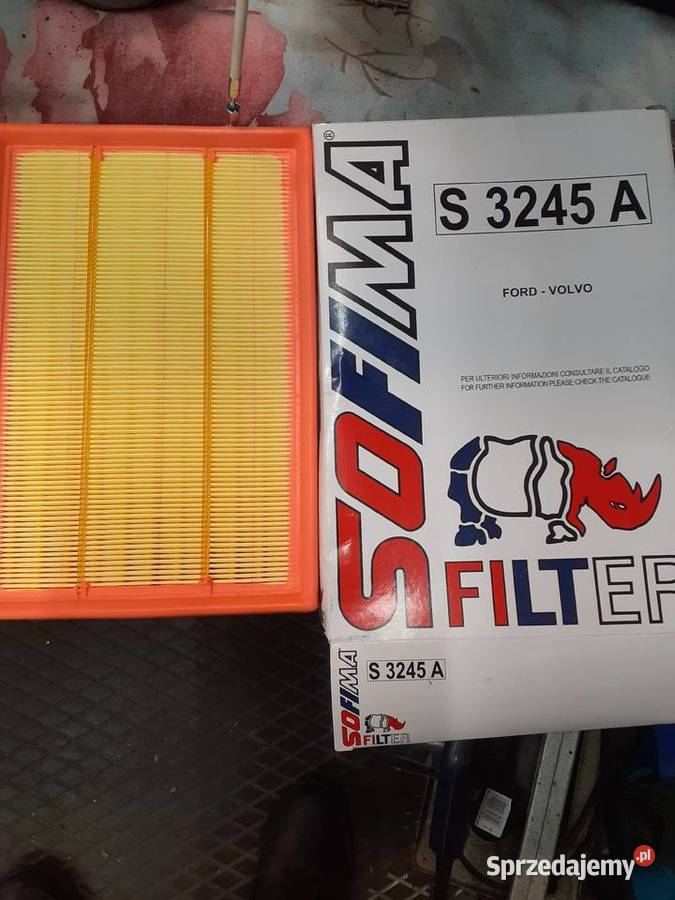 SOFIMA®
S 3245 A
FORD - VOLVO
PER ULTERIORI INFORMAZIONI CONSULTARE IL CATALOGO
FOR FURTHER INFORMATION PLEASE CHECK THE CATALOGUE
FILTER
SOFIMA
S 3245 A
FILTER
Sprzedajemy.pl